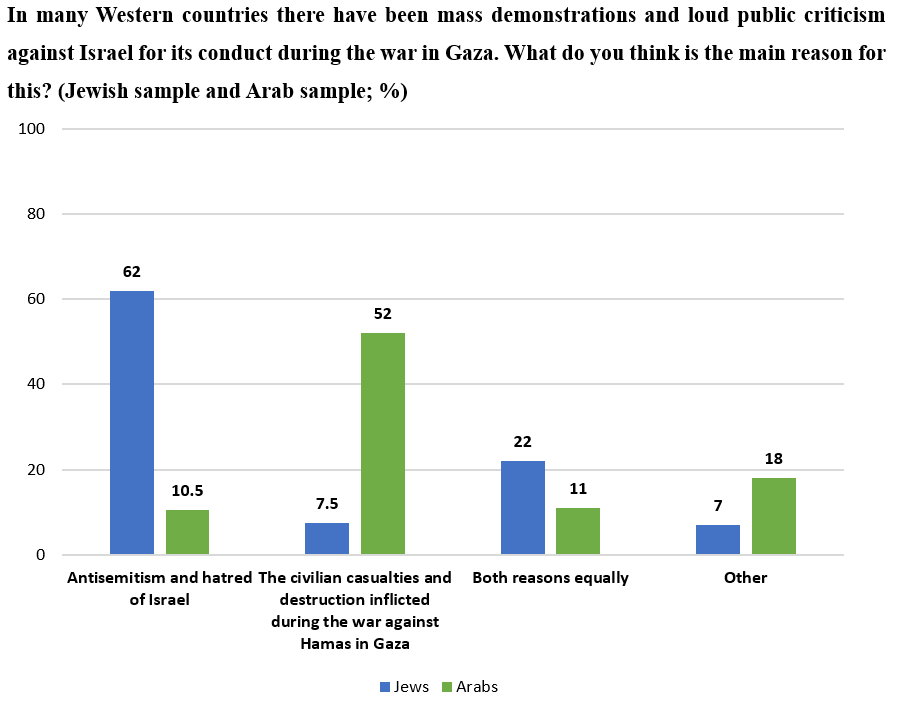 In many Western countries there have been mass demonstrations and loud public criticism
against Israel for its conduct during the war in Gaza. What do you think is the main reason for
this? (Jewish sample and Arab sample; %)
100
80
60
40
20
0
62
10.5
7.5
52
22
11
7
18
Antisemitism and hatred
of Israel
The civilian casualties and
destruction inflicted
during the war against
Hamas in Gaza
Both reasons equally
Other
Jews
Arabs